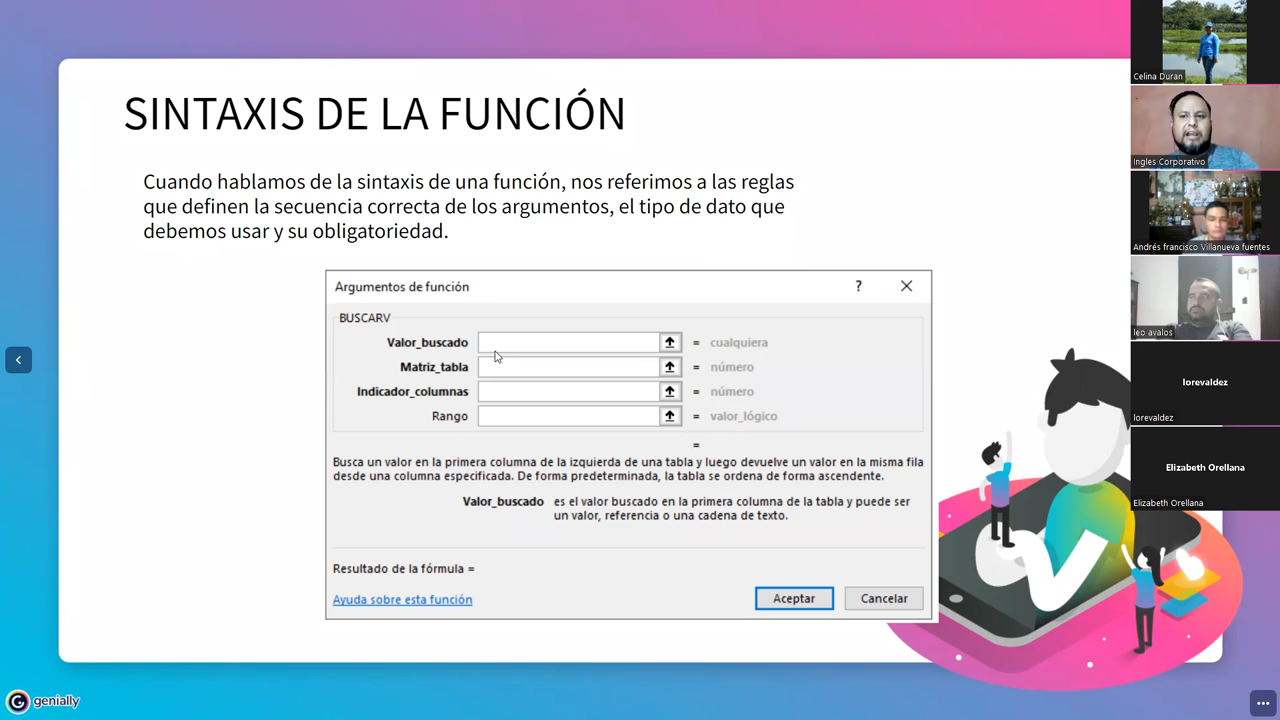 SINTAXIS DE LA FUNCIÓN
Cuando hablamos de la sintaxis de una función, nos referimos a las reglas
que definen la secuencia correcta de los argumentos, el tipo de dato que
debemos usar y su obligatoriedad.
Argumentos de función
?
BUSCARV
Valor_buscado = cualquiera
Matriz_tabla = número
Indicador_columnas = número
Rango = valor_lógico
=
Busca un valor en la primera columna de la izquierda de una tabla y luego devuelve un valor en la misma fila
desde una columna especificada. De forma predeterminada, la tabla se ordena de forma ascendente.
Valor_buscado es el valor buscado en la primera columna de la tabla y puede ser
un valor, referencia o una cadena de texto.
Resultado de la fórmula =
Ayuda sobre esta función
Aceptar
Cancelar
genially
Celina Duran
Ingles Corporativo
Andrés francisco Villanueva fuentes
leo avalos
lorevaldez
lorevaldez
Elizabeth Orellana
Elizabeth Orellana